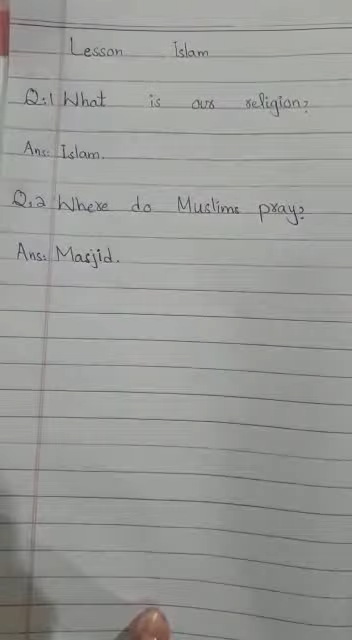 Lesson Islam
Q:1 What is our religion?
Ans: Islam.
Q.2 Where do Muslims pray?
Ans: Masjid.